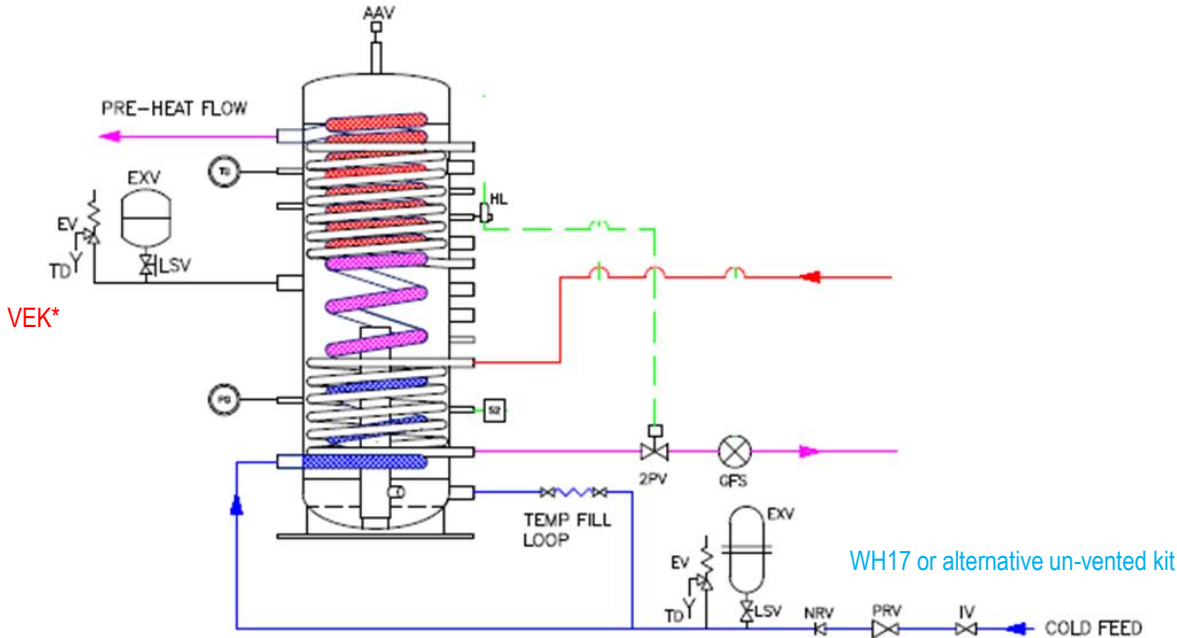 AAV
PRE-HEAT FLOW
TS
EXV
HL
EV
LSV
TD
VEK*
PS
S2
2PV
GFS
TEMP FILL
LOOP
EXV
EV
WH17 or alternative un-vented kit
TD
LSV
NRV
PRV
IV
COLD FEED